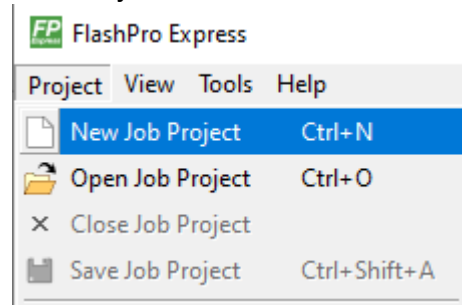 FP Express FlashPro Express
Project View Tools Help
New Job Project Ctrl+N
Open Job Project Ctrl+O
Close Job Project
Save Job Project Ctrl+Shift+A